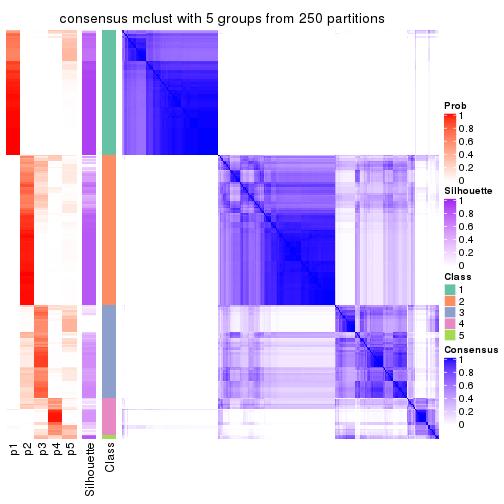 consensus mclust with 5 groups from 250 partitions
Prob
1
0.8
0.6
0.4
0.2
0
Silhouette
1
0.8
0.6
0.4
0.2
0
Class
1
2
3
4
5
Consensus
1
0.8
0.6
0.4
0.2
0
p1
p2
p3
p4
p5
Silhouette
Class